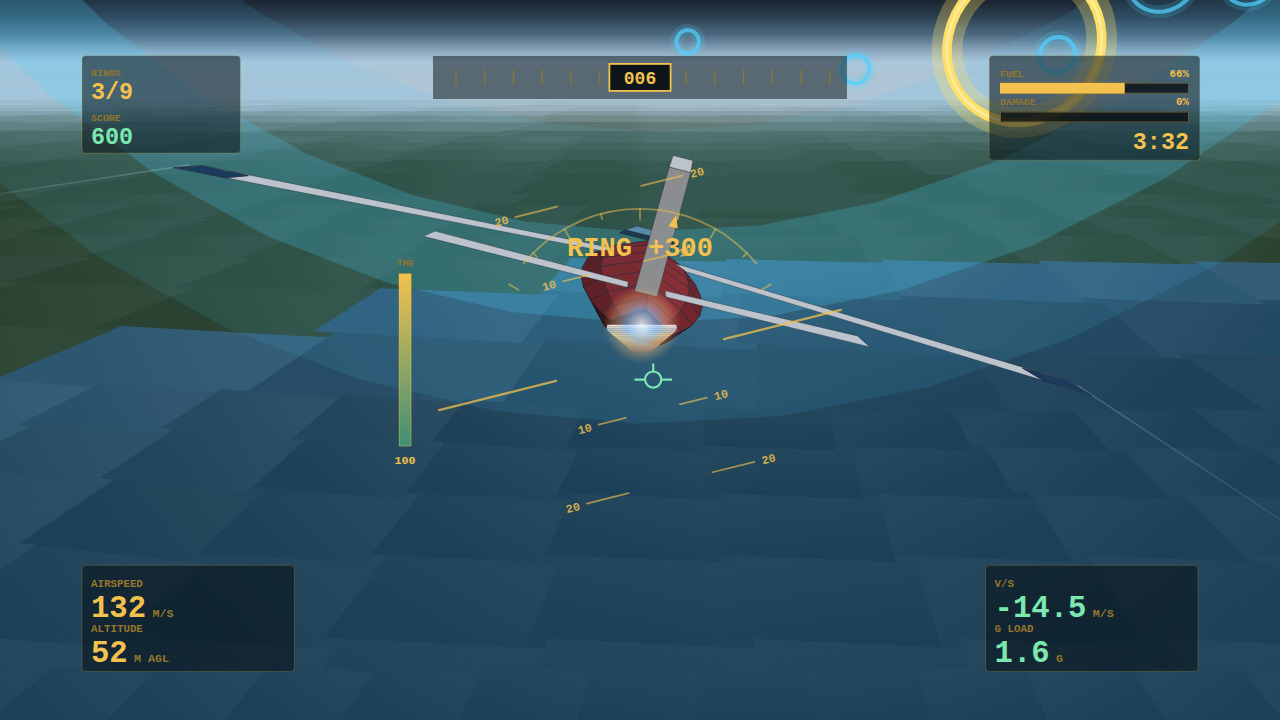 RINGS
3/9
SCORE
600
006
FUEL 66%
DAMAGE 0%
3:32
20
20
RING +300
10
THR
100
10
10
20
20
AIRSPEED
132 M/S
ALTITUDE
52 M AGL
V/S
-14.5 M/S
G LOAD
1.6 G